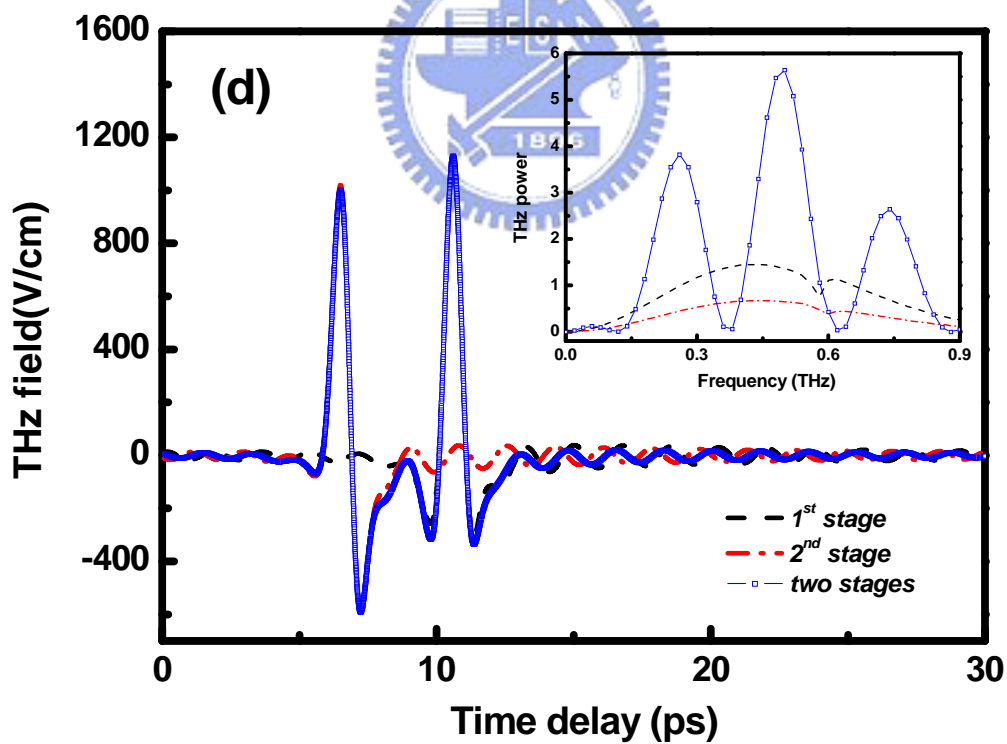 (d)
THz field(V/cm)
1600
1200
800
400
0
-400
0
10
20
30
Time delay (ps)
1st stage
2nd stage
two stages
THz power
6
5
4
3
2
1
0
0.0
0.3
0.6
0.9
Frequency (THz)
E S
1896